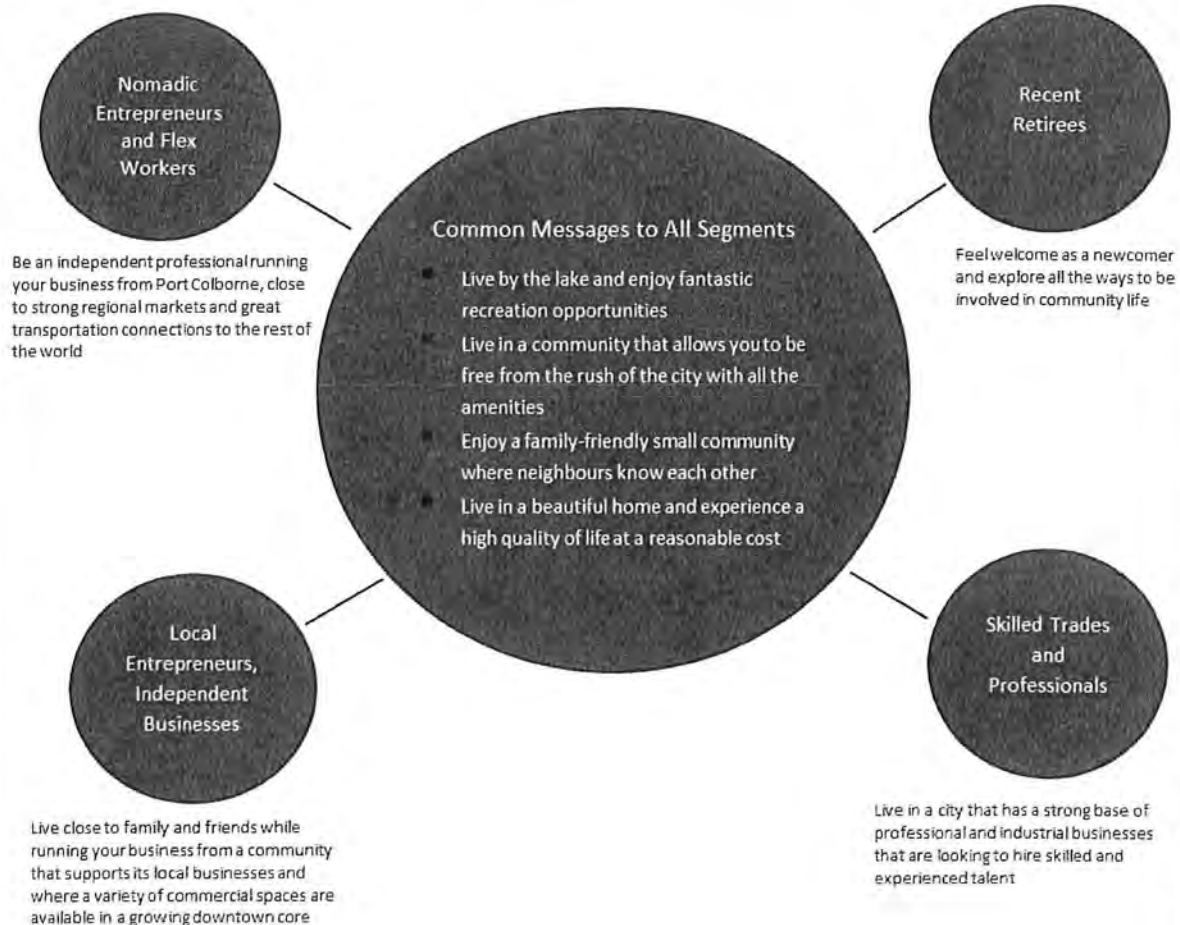 Nomadic
Entrepreneurs
and Flex
Workers
Be an independent professional running
your business from Port Colborne, close
to strong regional markets and great
transportation connections to the rest of
the world
Recent
Retirees
Feel welcome as a newcomer
and explore all the ways to be
involved in community life
Common Messages to All Segments
Live by the lake and enjoy fantastic
recreation opportunities
Live in a community that allows you to be
free from the rush of the city with all the
amenities
Enjoy a family-friendly small community
where neighbours know each other
Live in a beautiful home and experience a
high quality of life at a reasonable cost
Local
Entrepreneurs,
Independent
Businesses
Live close to family and friends while
running your business from a community
that supports its local businesses and
where a variety of commercial spaces are
available in a growing downtown core
Skilled Trades
and
Professionals
Live in a city that has a strong base of
professional and industrial businesses
that are looking to hire skilled and
experienced talent